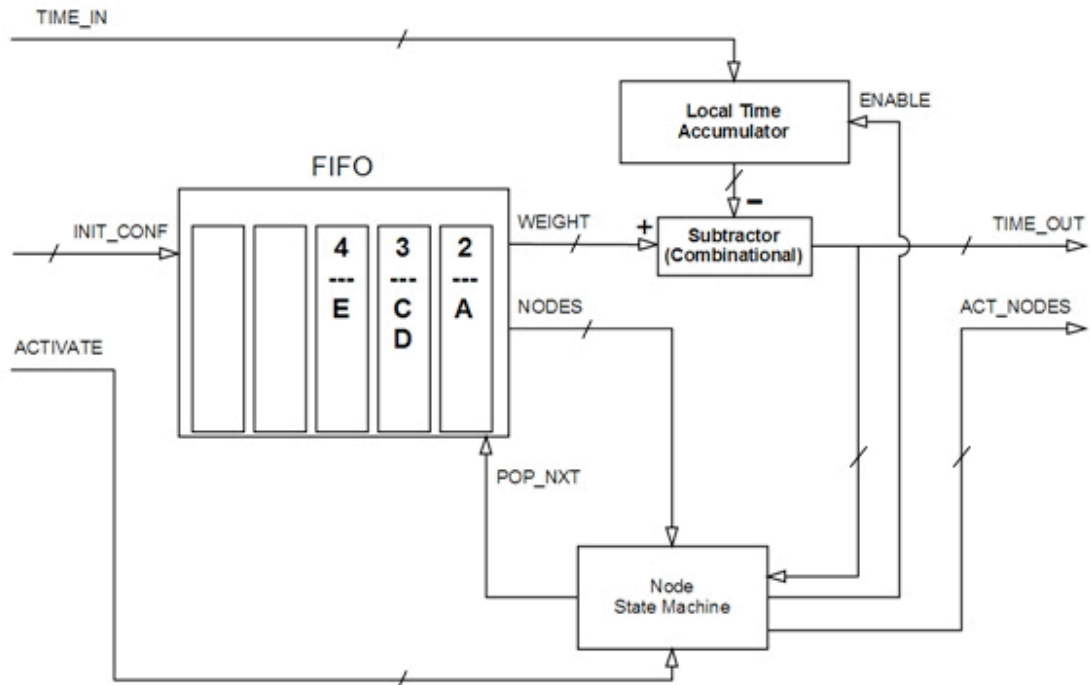 TIME_IN
ENABLE
Local Time
Accumulator
FIFO
INIT_CONF
WEIGHT
+
-
Subtractor
(Combinational)
TIME_OUT
4
---
E
3
---
C
D
2
---
A
NODES
ACT_NODES
ACTIVATE
POP_NXT
Node
State Machine